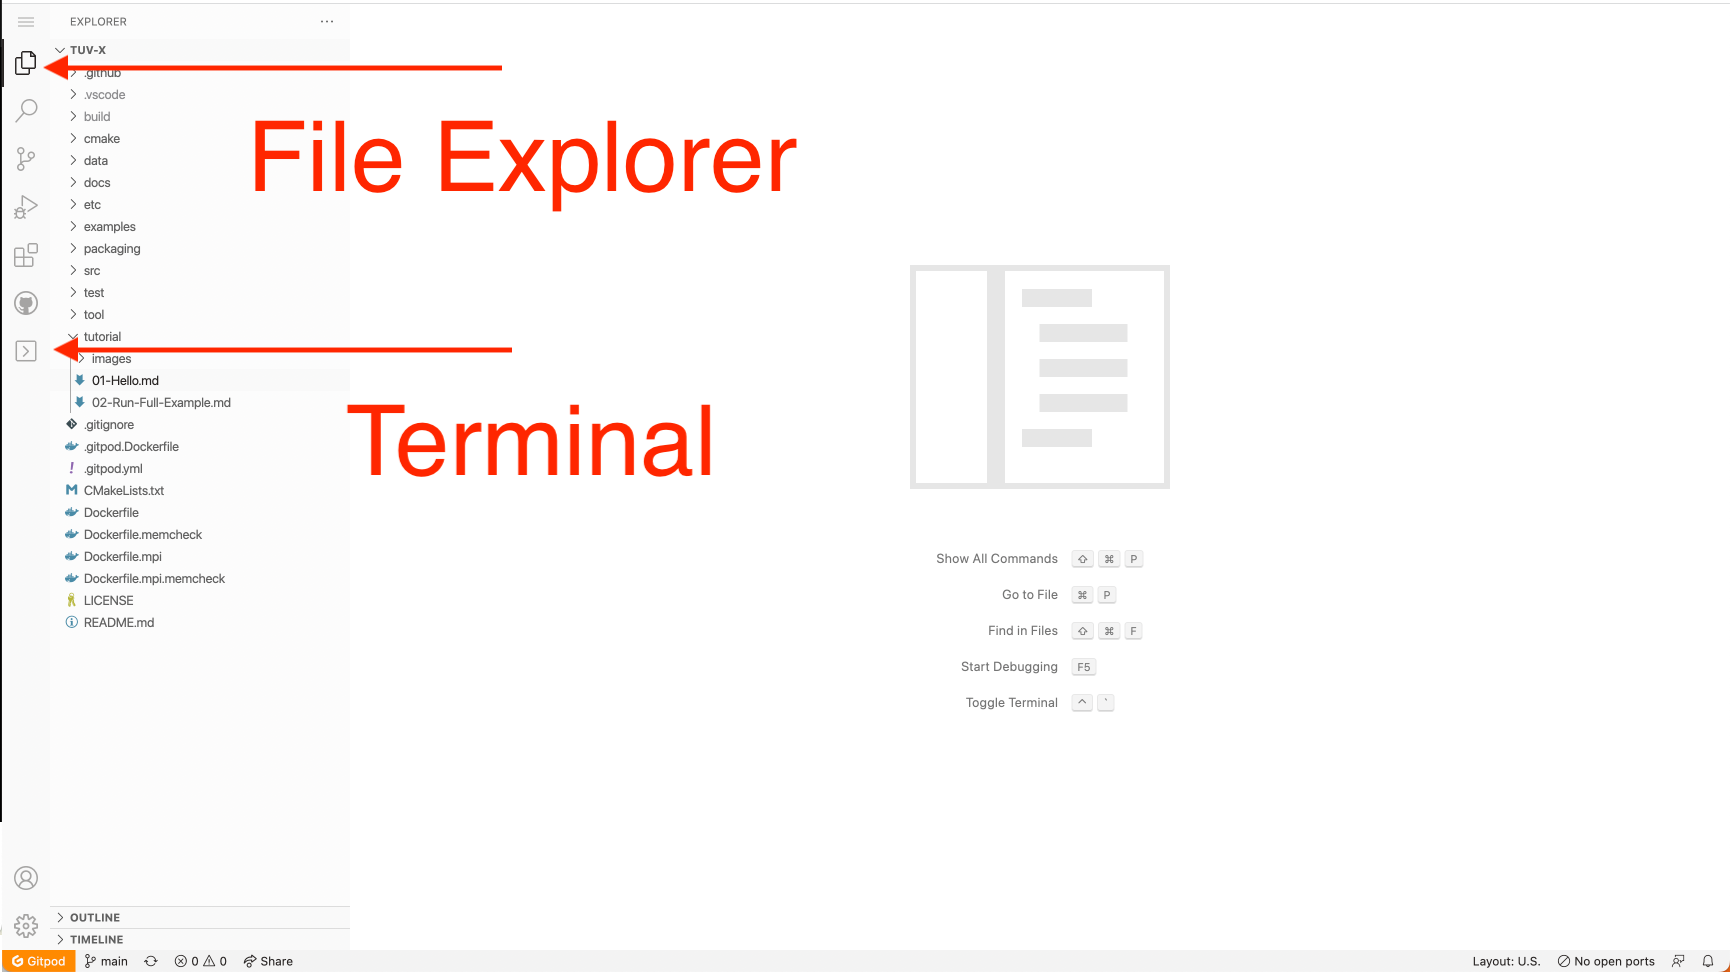 EXPLORER
TUV-X
.github
.vscode
build
cmake
data
docs
etc
examples
packaging
src
test
tool
tutorial
images
01-Hello.md
02-Run-Full-Example.md
.gitignore
.gitpod.Dockerfile
.gitpod.yml
CMakeLists.txt
Dockerfile
Dockerfile.memcheck
Dockerfile.mpi
Dockerfile.mpi.memcheck
LICENSE
README.md
OUTLINE
TIMELINE
File Explorer
Terminal
Show All Commands ⇧ ⌘ P
Go to File ⌘ P
Find in Files ⇧ ⌘ F
Start Debugging F5
Toggle Terminal ^ `
Gitpod main 0 0 Share
Layout: U.S. No open ports